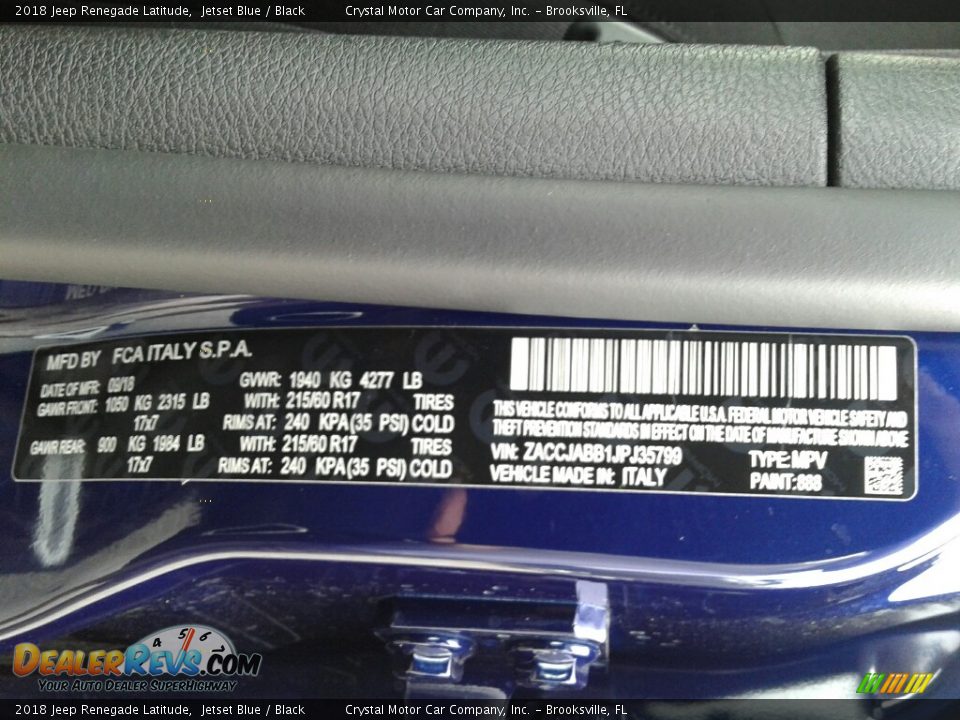 2018 Jeep Renegade Latitude, Jetset Blue / Black Crystal Motor Car Company, Inc. - Brooksville, FL
MFD BY FCA ITALY S.P.A.
DATE OF MFR: 09/18
GVWR: 1940 KG 4277 LB
GAWR FRONT: 1050 KG 2315 LB WITH: 215/60 R17 TIRES
17x7 RIMS AT: 240 KPA(35 PSI) COLD
GAWR REAR: 900 KG 1984 LB WITH: 215/60 R17 TIRES
17x7 RIMS AT: 240 KPA(35 PSI) COLD
THIS VEHICLE CONFORMS TO ALL APPLICABLE U.S.A. FEDERAL MOTOR VEHICLE SAFETY AND
THEFT PREVENTION STANDARDS IN EFFECT ON THE DATE OF MANUFACTURE SHOWN ABOVE
VIN: ZACCJABB1JPJ35799 TYPE: MPV
VEHICLE MADE IN: ITALY PAINT: 888
4 5 6
DEALERREVS.COM
YOUR AUTO DEALER SUPERHIGHWAY
2018 Jeep Renegade Latitude, Jetset Blue / Black Crystal Motor Car Company, Inc. - Brooksville, FL